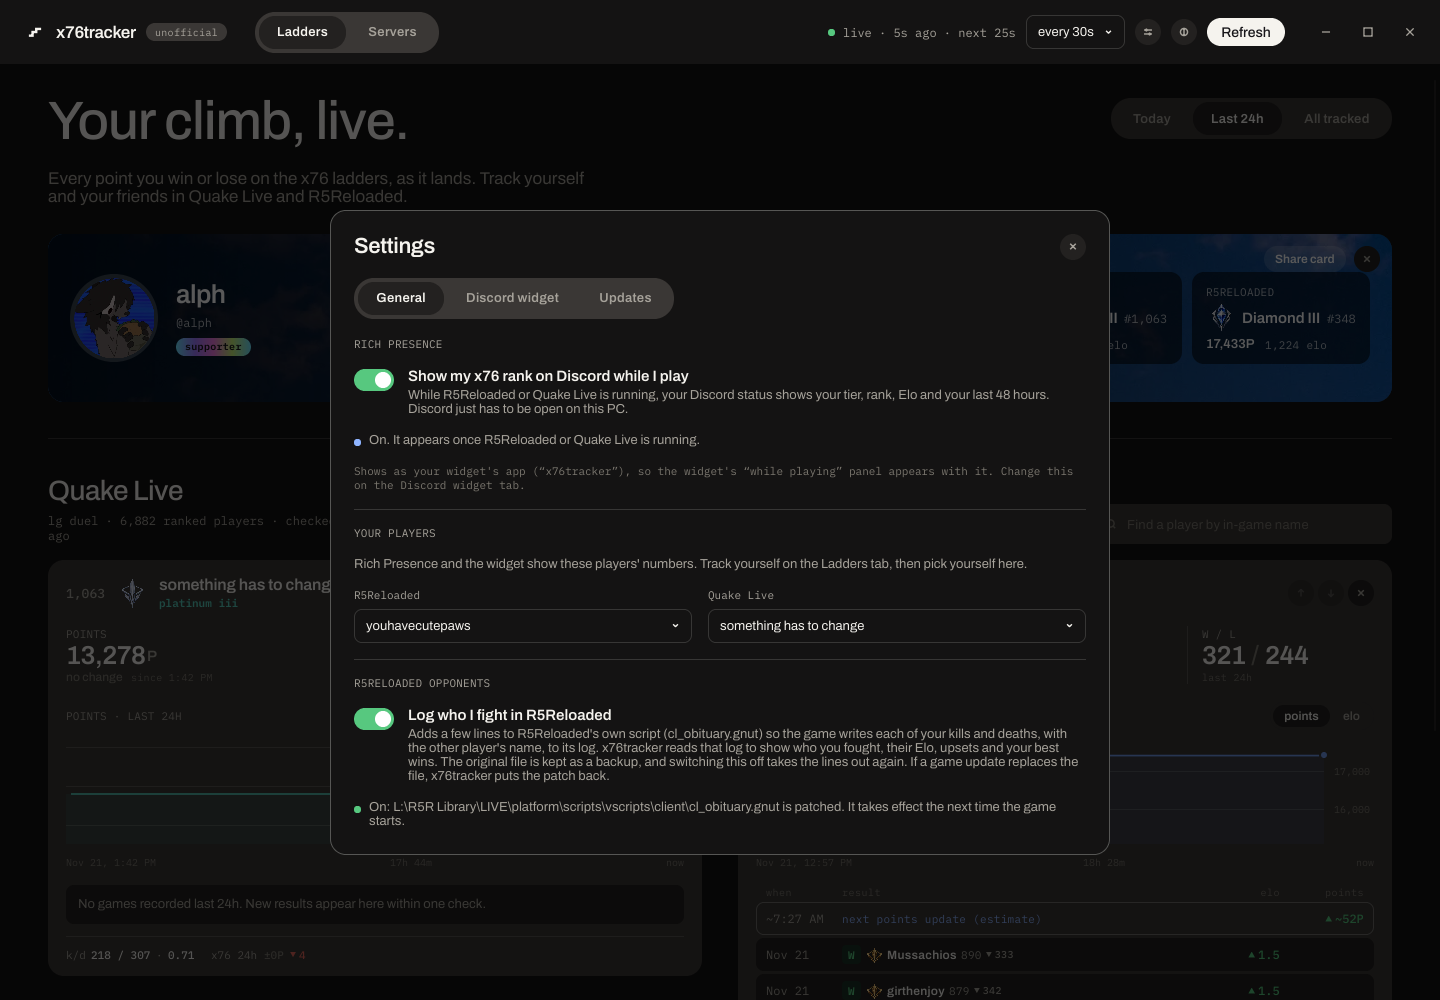 x76tracker unofficial Ladders Servers live · 5s ago · next 25s every 30s Refresh
Your climb, live.
Today Last 24h All tracked
Every point you win or lose on the x76 ladders, as it lands. Track yourself
and your friends in Quake Live and R5Reloaded.
alph
@alph
supporter
Share card
II #1,063
elo
R5RELOADED
Diamond III #348
17,433P 1,224 elo
Settings
General Discord widget Updates
RICH PRESENCE
Show my x76 rank on Discord while I play
While R5Reloaded or Quake Live is running, your Discord status shows your tier, rank, Elo and your last 48 hours.
Discord just has to be open on this PC.
On. It appears once R5Reloaded or Quake Live is running.
Shows as your widget's app (“x76tracker”), so the widget's “while playing” panel appears with it. Change this
on the Discord widget tab.
YOUR PLAYERS
Rich Presence and the widget show these players' numbers. Track yourself on the Ladders tab, then pick yourself here.
R5Reloaded Quake Live
youhavecutepaws something has to change
R5RELOADED OPPONENTS
Log who I fight in R5Reloaded
Adds a few lines to R5Reloaded's own script (cl_obituary.gnut) so the game writes each of your kills and deaths, with
the other player's name, to its log. x76tracker reads that log to show who you fought, their Elo, upsets and your best
wins. The original file is kept as a backup, and switching this off takes the lines out again. If a game update replaces the
file, x76tracker puts the patch back.
On: L:\R5R Library\LIVE\platform\scripts\vscripts\client\cl_obituary.gnut is patched. It takes effect the next time the game
starts.
Quake Live
lg duel · 6,882 ranked players · checke
ago
1,063 something has to chang
platinum iii
POINTS
13,278P
no change since 1:42 PM
POINTS · LAST 24H
Nov 21, 1:42 PM 17h 44m now
No games recorded last 24h. New results appear here within one check.
k/d 218 / 307 · 0.71 x76 24h ±0P ▼4
Find a player by in-game name
W / L
321 / 244
last 24h
points elo
17,000
16,000
Nov 21, 12:57 PM 18h 28m now
when result elo points
~7:27 AM next points update (estimate) ▲~52P
Nov 21 W Mussachios 890 ▼333 ▲1.5
Nov 21 W girthenjoy 879 ▼342 ▲1.5